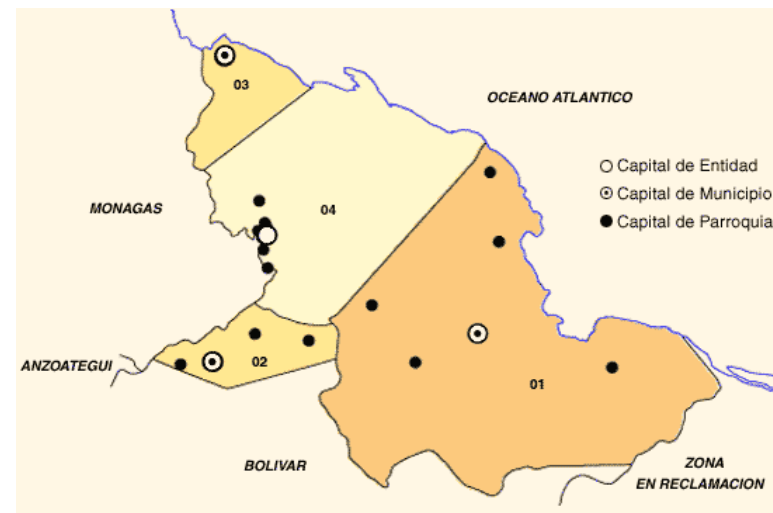 03
OCEANO ATLANTICO
Capital de Entidad
Capital de Municipio
Capital de Parroquia
MONAGAS
04
ANZOATEGUI
02
01
BOLIVAR
ZONA
EN RECLAMACION